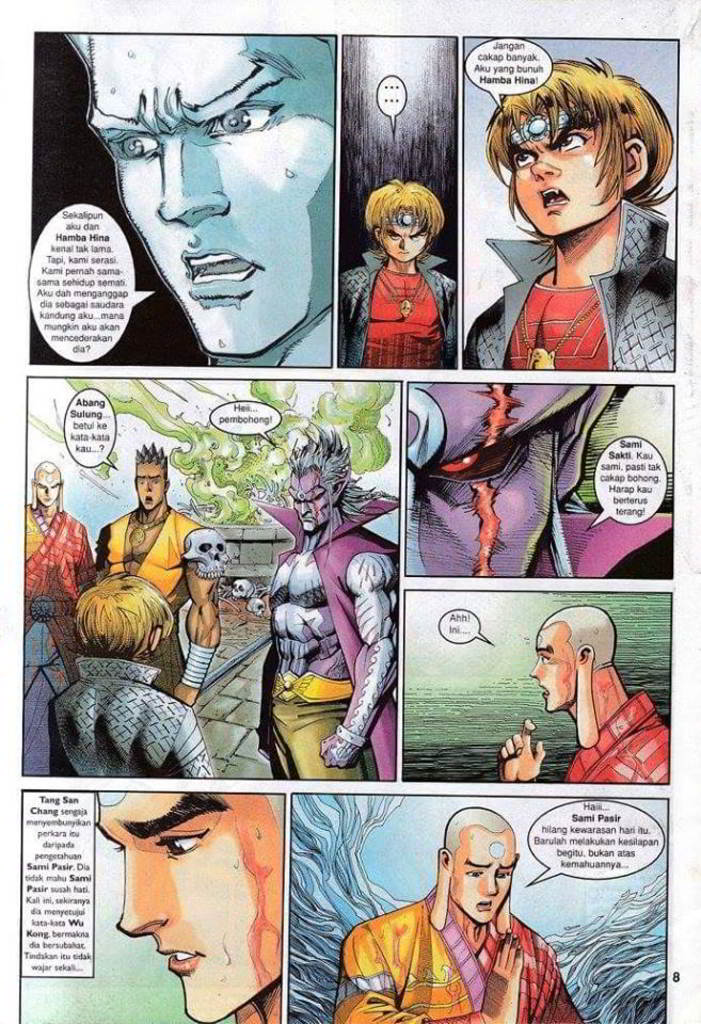 Sekalipun
aku dan
Hamba Hina
kenal tak lama.
Tapi, kami serasi.
Kami pernah sama-
sama sehidup semati.
Aku dah menganggap
dia sebagai saudara
kandung aku...mana
mungkin aku akan
mencederakan
dia?
...
...
Jangan
cakap banyak.
Aku yang bunuh
Hamba Hina!
Abang
Sulung...
betul ke
kata-kata
kau...?
Heii...
pembohong!
Sami
Sakti. Kau
sami, pasti tak
cakap bohong.
Harap kau
berterus
terang!
Ahh!
Ini....
Tang San
Chang sengaja
menyembunyikan
perkara itu
daripada
pengetahuan
Sami Pasir. Dia
tidak mahu Sami
Pasir susah hati.
Kali ini, sekiranya
dia menyetujui
kata-kata Wu
Kong, bermakna
dia bersubahat.
Tindakan itu tidak
wajar sekali...
Haiii...
Sami Pasir
hilang kewarasan hari itu.
Barulah melakukan kesilapan
begitu, bukan atas
kemahuannya...
8